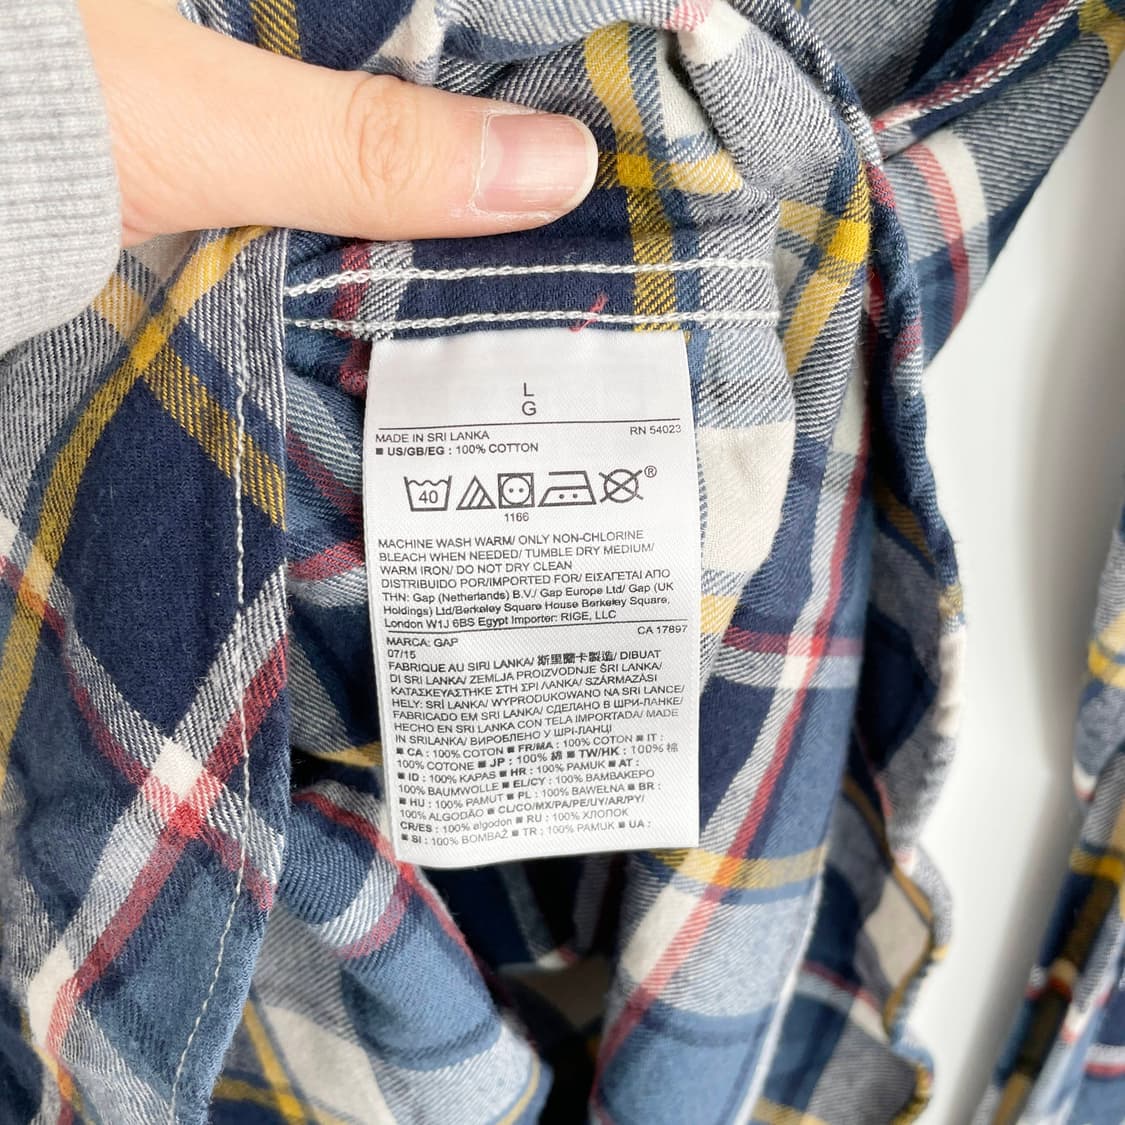 L
G
MADE IN SRI LANKA RN 54023
■ US/GB/EG : 100% COTTON
40 ®
1166
MACHINE WASH WARM/ ONLY NON-CHLORINE
BLEACH WHEN NEEDED/ TUMBLE DRY MEDIUM/
WARM IRON/ DO NOT DRY CLEAN
DISTRIBUIDO POR/IMPORTED FOR/ ΕΙΣΑΓΕΤΑΙ ΑΠΟ
ΤΗΝ: Gap (Netherlands) B.V./ Gap Europe Ltd/ Gap (UK
Holdings) Ltd/Berkeley Square House Berkeley Square,
London W1J 6BS Egypt Importer: RIGE, LLC
MARCA: GAP CA 17897
07/15
FABRIQUE AU SRI LANKA/ 斯里蘭卡製造/ DIBUAT
DI SRI LANKA/ ZEMLJA PROIZVODNJE ŠRI LANKA/
ΚΑΤΑΣΚΕΥΑΣΤΗΚΕ ΣΤΗ ΣΡΙ ΛΑΝΚΑ/ SZÁRMAZÁSI
HELY: SRÍ LANKA/ WYPRODUKOWANO NA SRI LANCE/
FABRICADO EM SRI LANKA/ СДЕЛАНО В ШРИ-ЛАНКЕ/
HECHO EN SRI LANKA CON TELA IMPORTADA/ MADE
IN SRILANKA/ ВИРОБЛЕНО У ШРІ-ЛАНЦІ
■ CA : 100% COTON ■ FR/MA : 100% COTON ■ IT :
100% COTONE ■ JP : 100% 綿 ■ TW/HK : 100% 棉
■ ID : 100% KAPAS ■ HR : 100% PAMUK ■ AT :
100% BAUMWOLLE ■ EL/CY : 100% ΒΑΜΒΑΚΕΡΟ
■ HU : 100% PAMUT ■ PL : 100% BAWEŁNA ■ BR :
100% ALGODÃO ■ CL/CO/MX/PA/PE/UY/AR/PY/
CR/ES : 100% algodon ■ RU : 100% ХЛОПОК
■ SI : 100% BOMBAŽ ■ TR : 100% PAMUK ■ UA :